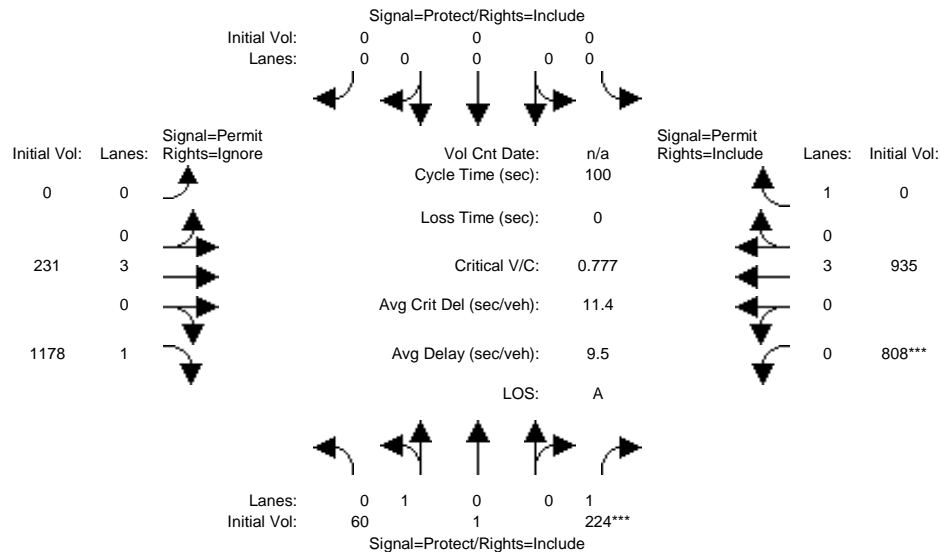 Signal=Protect/Rights=Include
Initial Vol: 0 0 0
Lanes: 0 0 0 0 0
Signal=Permit Signal=Permit
Initial Vol: Lanes: Rights=Ignore Vol Cnt Date: n/a Rights=Include Lanes: Initial Vol:
Cycle Time (sec): 100
0 0 1 0
Loss Time (sec): 0
0 0
231 3 Critical V/C: 0.777 3 935
0 Avg Crit Del (sec/veh): 11.4 0
1178 1 Avg Delay (sec/veh): 9.5 0 808***
LOS: A
Lanes: 0 1 0 0 1
Initial Vol: 60 1 224***
Signal=Protect/Rights=Include